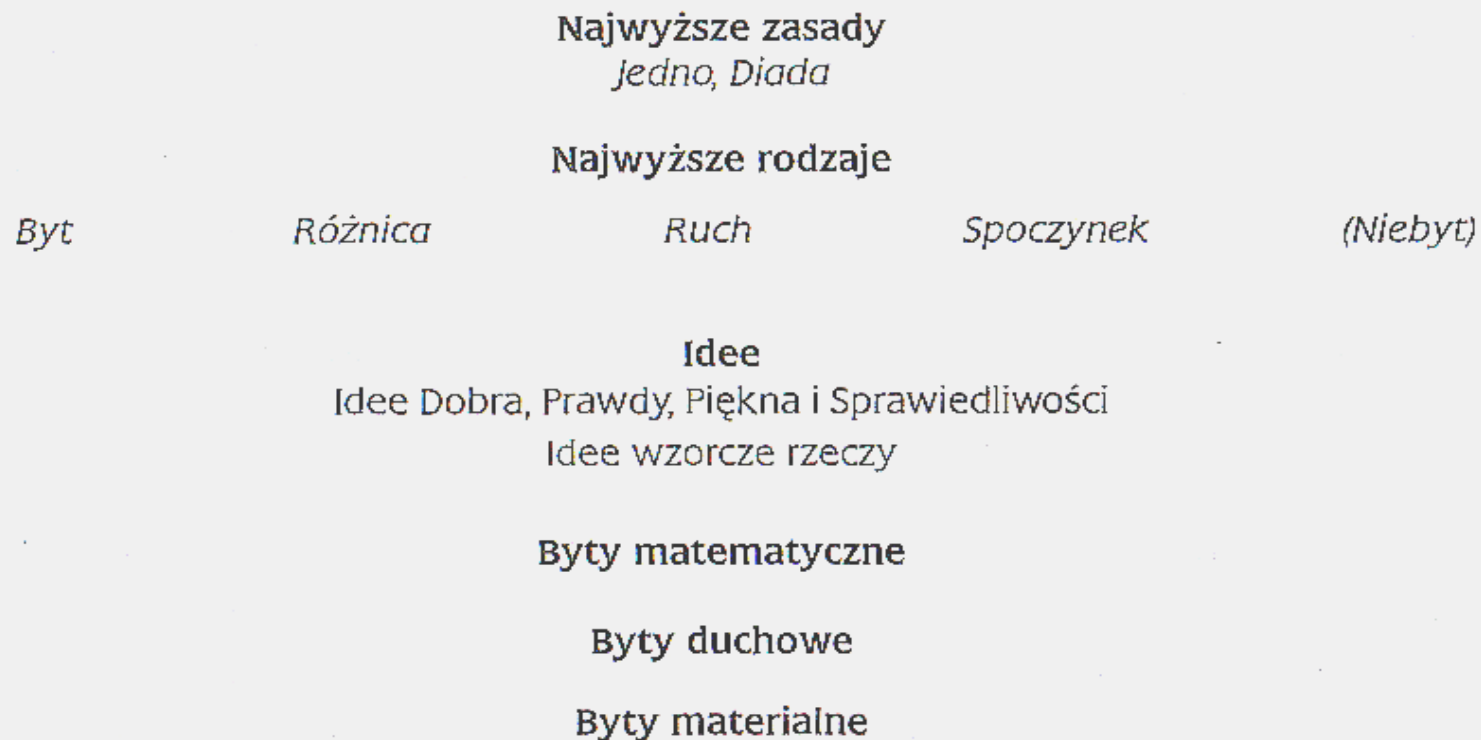 Najwyższe zasady
Jedno, Diada
Najwyższe rodzaje
Byt Różnica Ruch Spoczynek (Niebyt)
Idee
Idee Dobra, Prawdy, Piękna i Sprawiedliwości
Idee wzorcze rzeczy
Byty matematyczne
Byty duchowe
Byty materialne